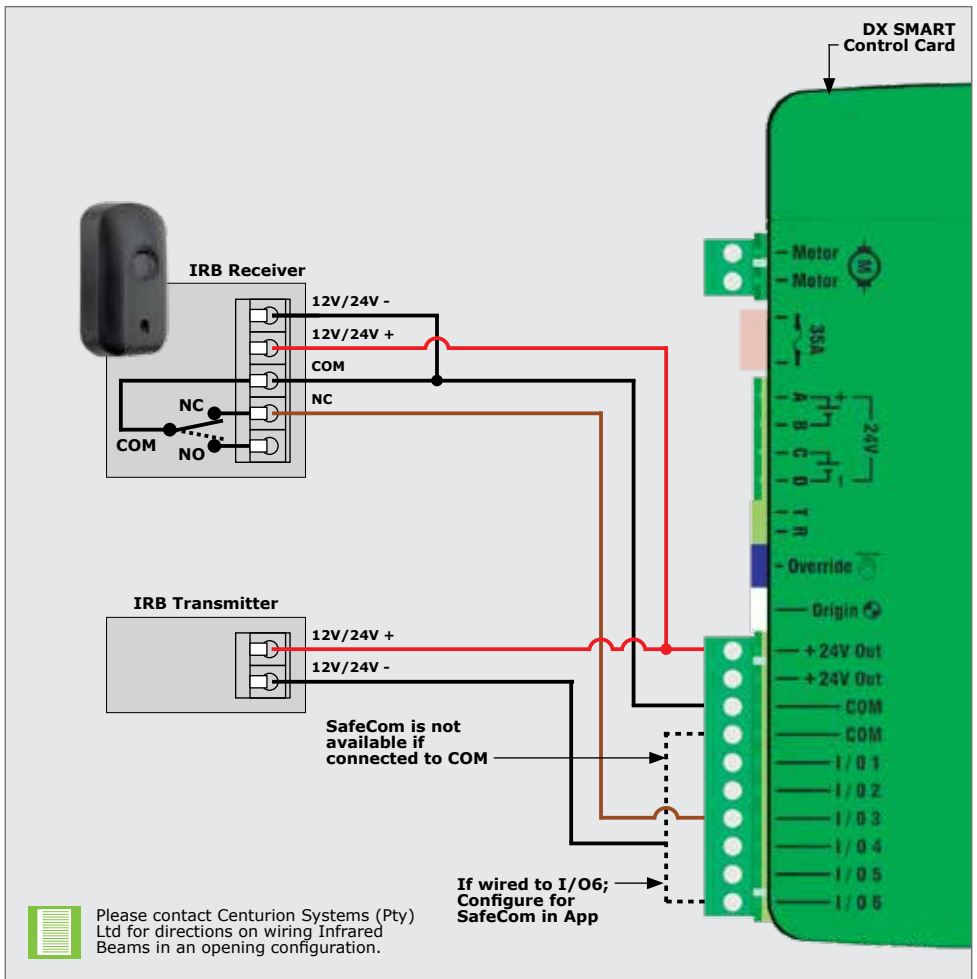 DX SMART
Control Card
IRB Receiver
12V/24V -
12V/24V +
COM
NC
NC
COM
NO
Motor
Motor
M
35A
A +
B
24V
C
D -
T
R
Override
Origin
IRB Transmitter
12V/24V +
12V/24V -
+24V Out
+24V Out
COM
COM
I/O 1
I/O 2
I/O 3
I/O 4
I/O 5
I/O 6
SafeCom is not
available if
connected to COM
If wired to I/O6;
Configure for
SafeCom in App
Please contact Centurion Systems (Pty)
Ltd for directions on wiring Infrared
Beams in an opening configuration.